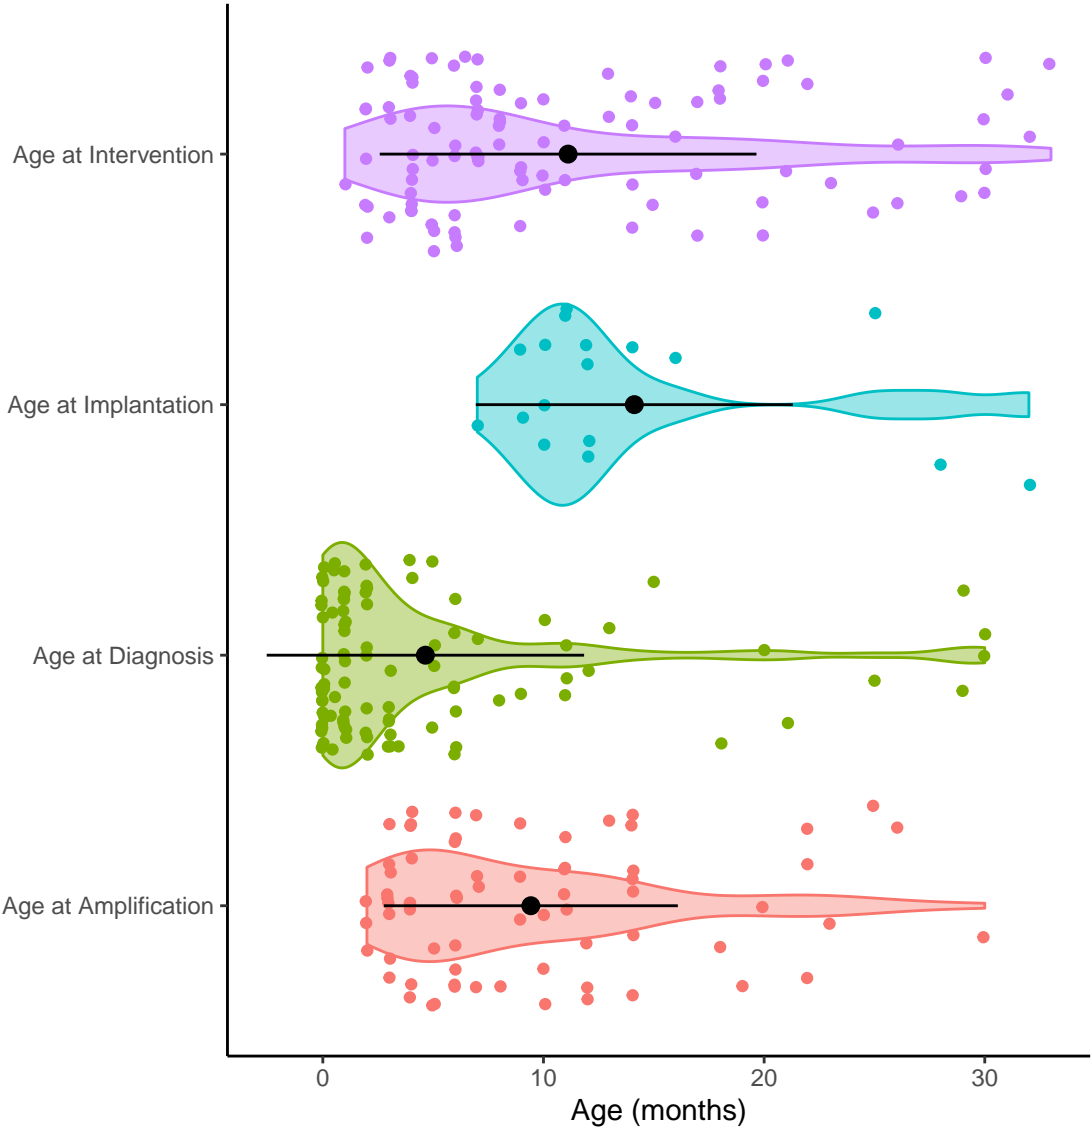 Age at Intervention
Age at Implantation
Age at Diagnosis
Age at Amplification
0 10 20 30
Age (months)